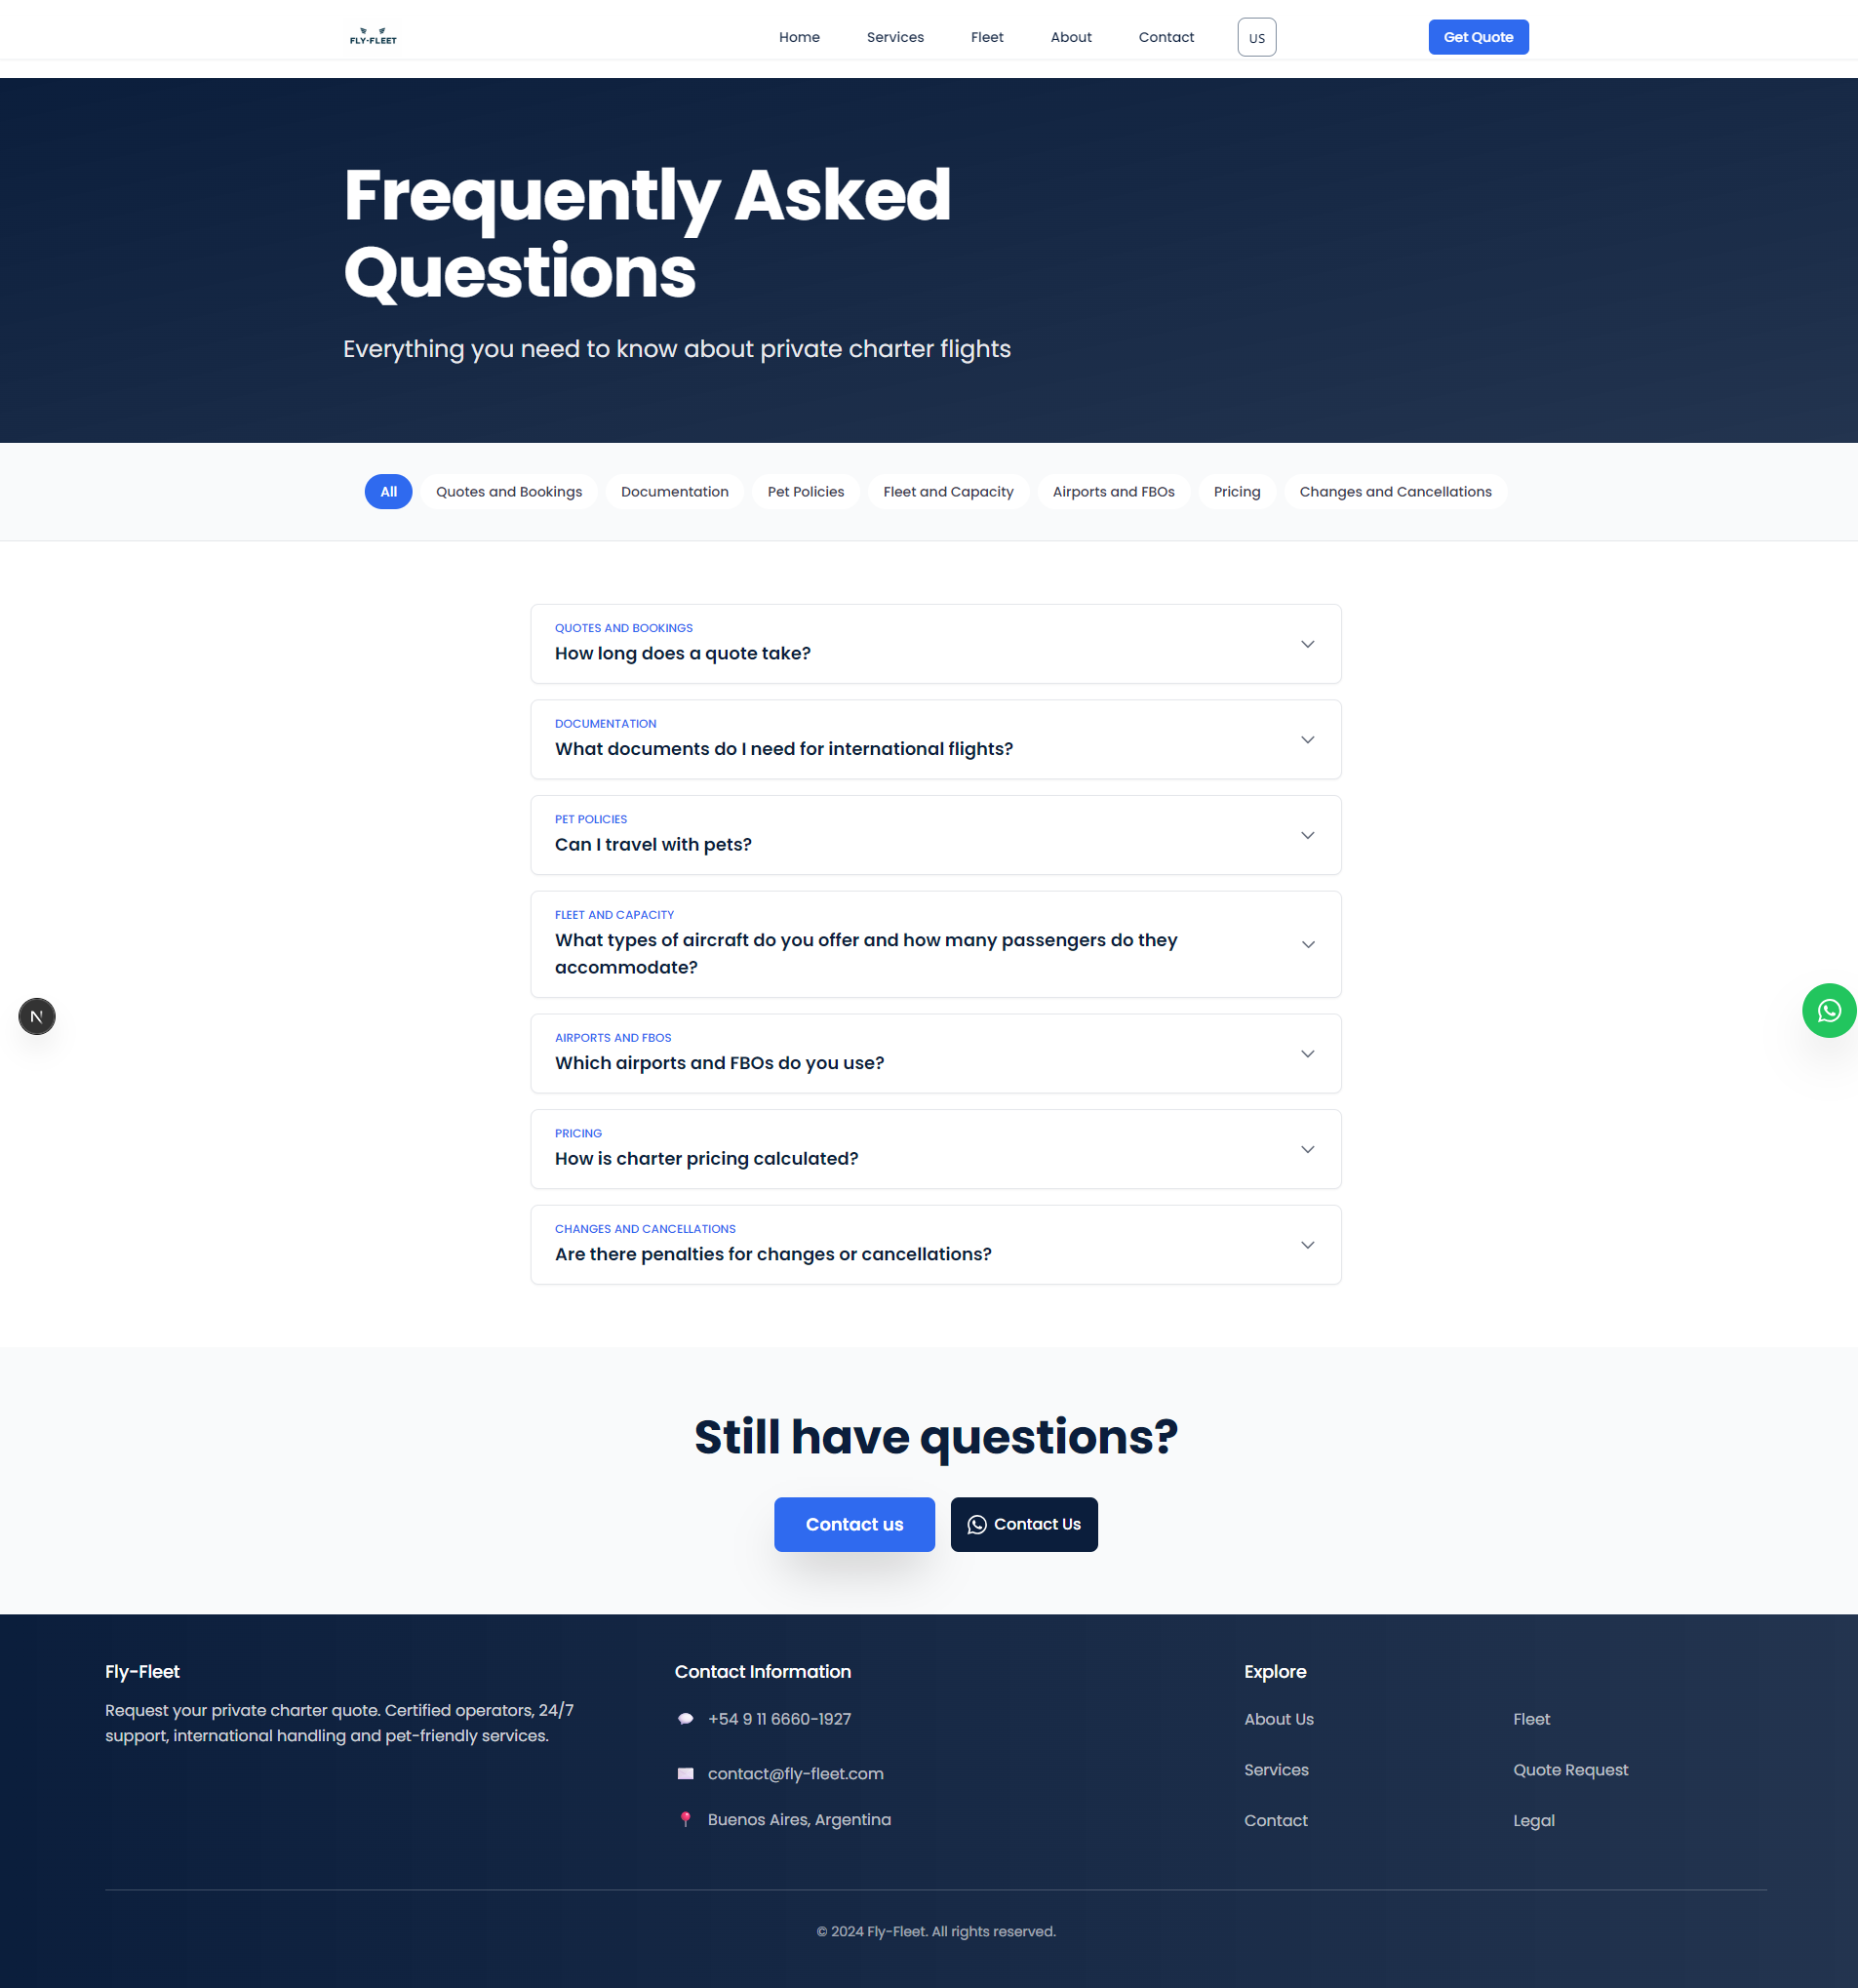 FLY-FLEET
Home
Services
Fleet
About
Contact
US
Get Quote
Frequently Asked
Questions
Everything you need to know about private charter flights
All
Quotes and Bookings
Documentation
Pet Policies
Fleet and Capacity
Airports and FBOs
Pricing
Changes and Cancellations
QUOTES AND BOOKINGS
How long does a quote take?
DOCUMENTATION
What documents do I need for international flights?
PET POLICIES
Can I travel with pets?
FLEET AND CAPACITY
What types of aircraft do you offer and how many passengers do they
accommodate?
AIRPORTS AND FBOS
Which airports and FBOs do you use?
PRICING
How is charter pricing calculated?
CHANGES AND CANCELLATIONS
Are there penalties for changes or cancellations?
N
Still have questions?
Contact us
Contact Us
Fly-Fleet
Request your private charter quote. Certified operators, 24/7
support, international handling and pet-friendly services.
Contact Information
+54 9 11 6660-1927
contact@fly-fleet.com
Buenos Aires, Argentina
Explore
About Us
Fleet
Services
Quote Request
Contact
Legal
© 2024 Fly-Fleet. All rights reserved.